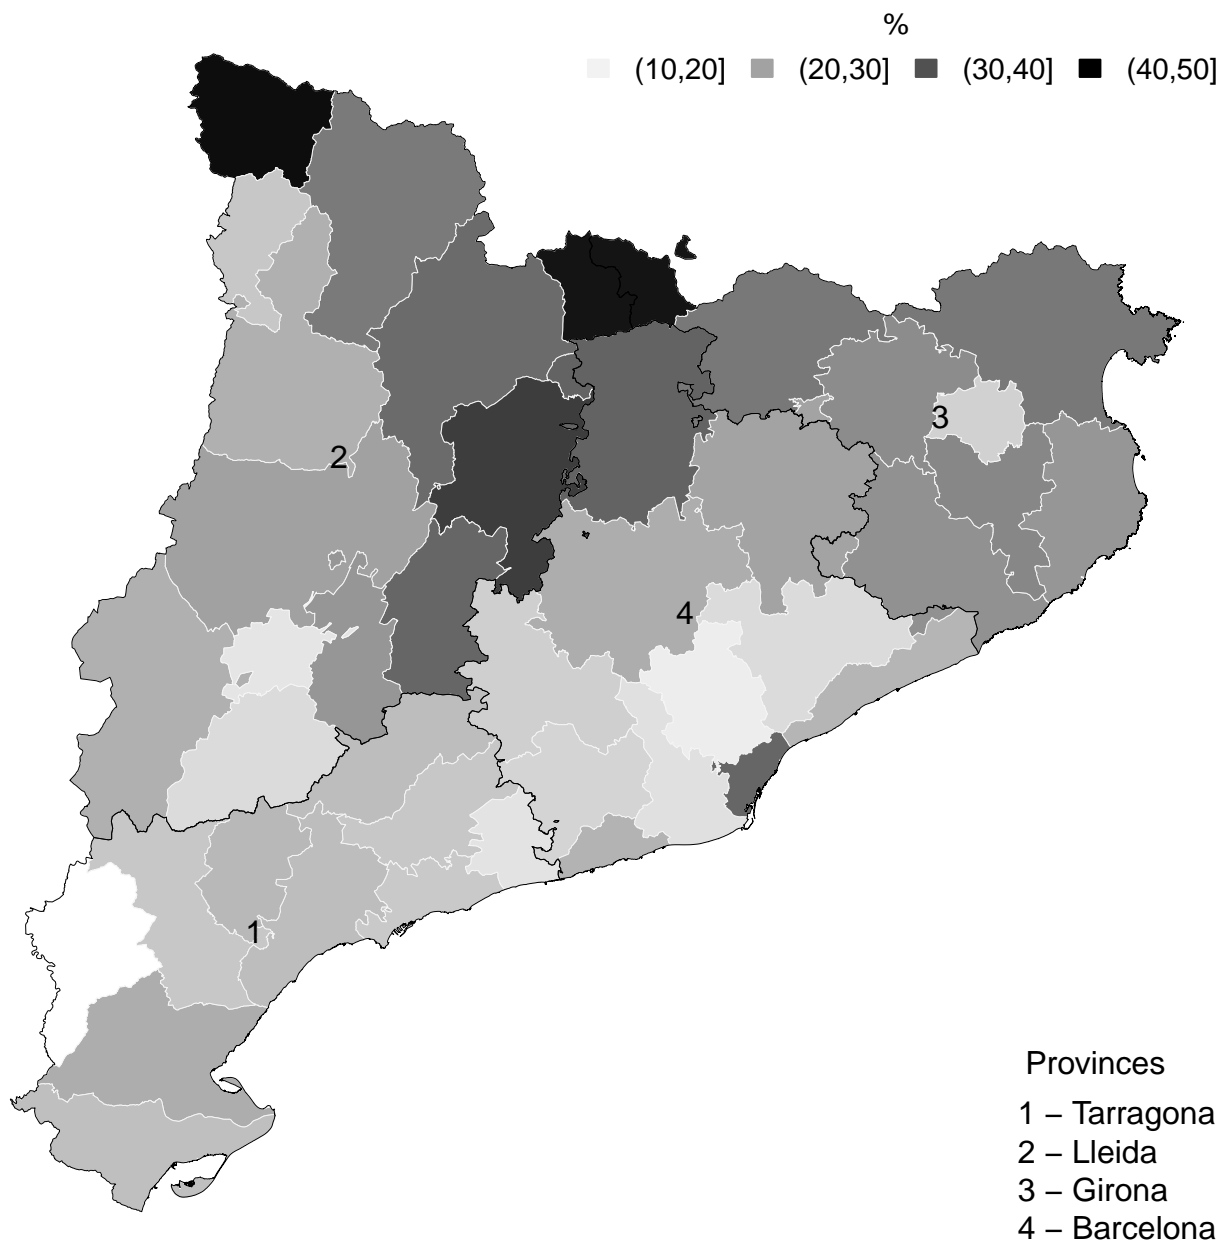 %
(10,20] (20,30] (30,40] (40,50]
3
2
4
1
Provinces
1 – Tarragona
2 – Lleida
3 – Girona
4 – Barcelona